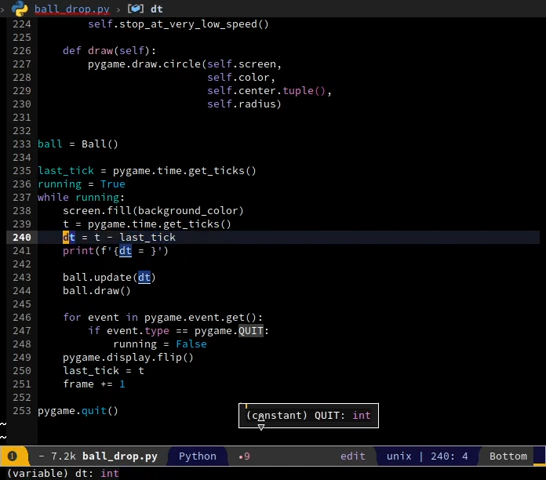 ball_drop.py › dt
224 self.stop_at_very_low_speed()
225
226 def draw(self):
227 pygame.draw.circle(self.screen,
228 self.color,
229 self.center.tuple(),
230 self.radius)
231
232
233 ball = Ball()
234
235 last_tick = pygame.time.get_ticks()
236 running = True
237 while running:
238 screen.fill(background_color)
239 t = pygame.time.get_ticks()
240 dt = t - last_tick
241 print(f'{dt = }')
242
243 ball.update(dt)
244 ball.draw()
245
246 for event in pygame.event.get():
247 if event.type == pygame.QUIT:
248 running = False
249 pygame.display.flip()
250 last_tick = t
251 frame += 1
252
253 pygame.quit()
(constant) QUIT: int
~
~
- 7.2k ball_drop.py Python •9 edit unix | 240: 4 Bottom
(variable) dt: int